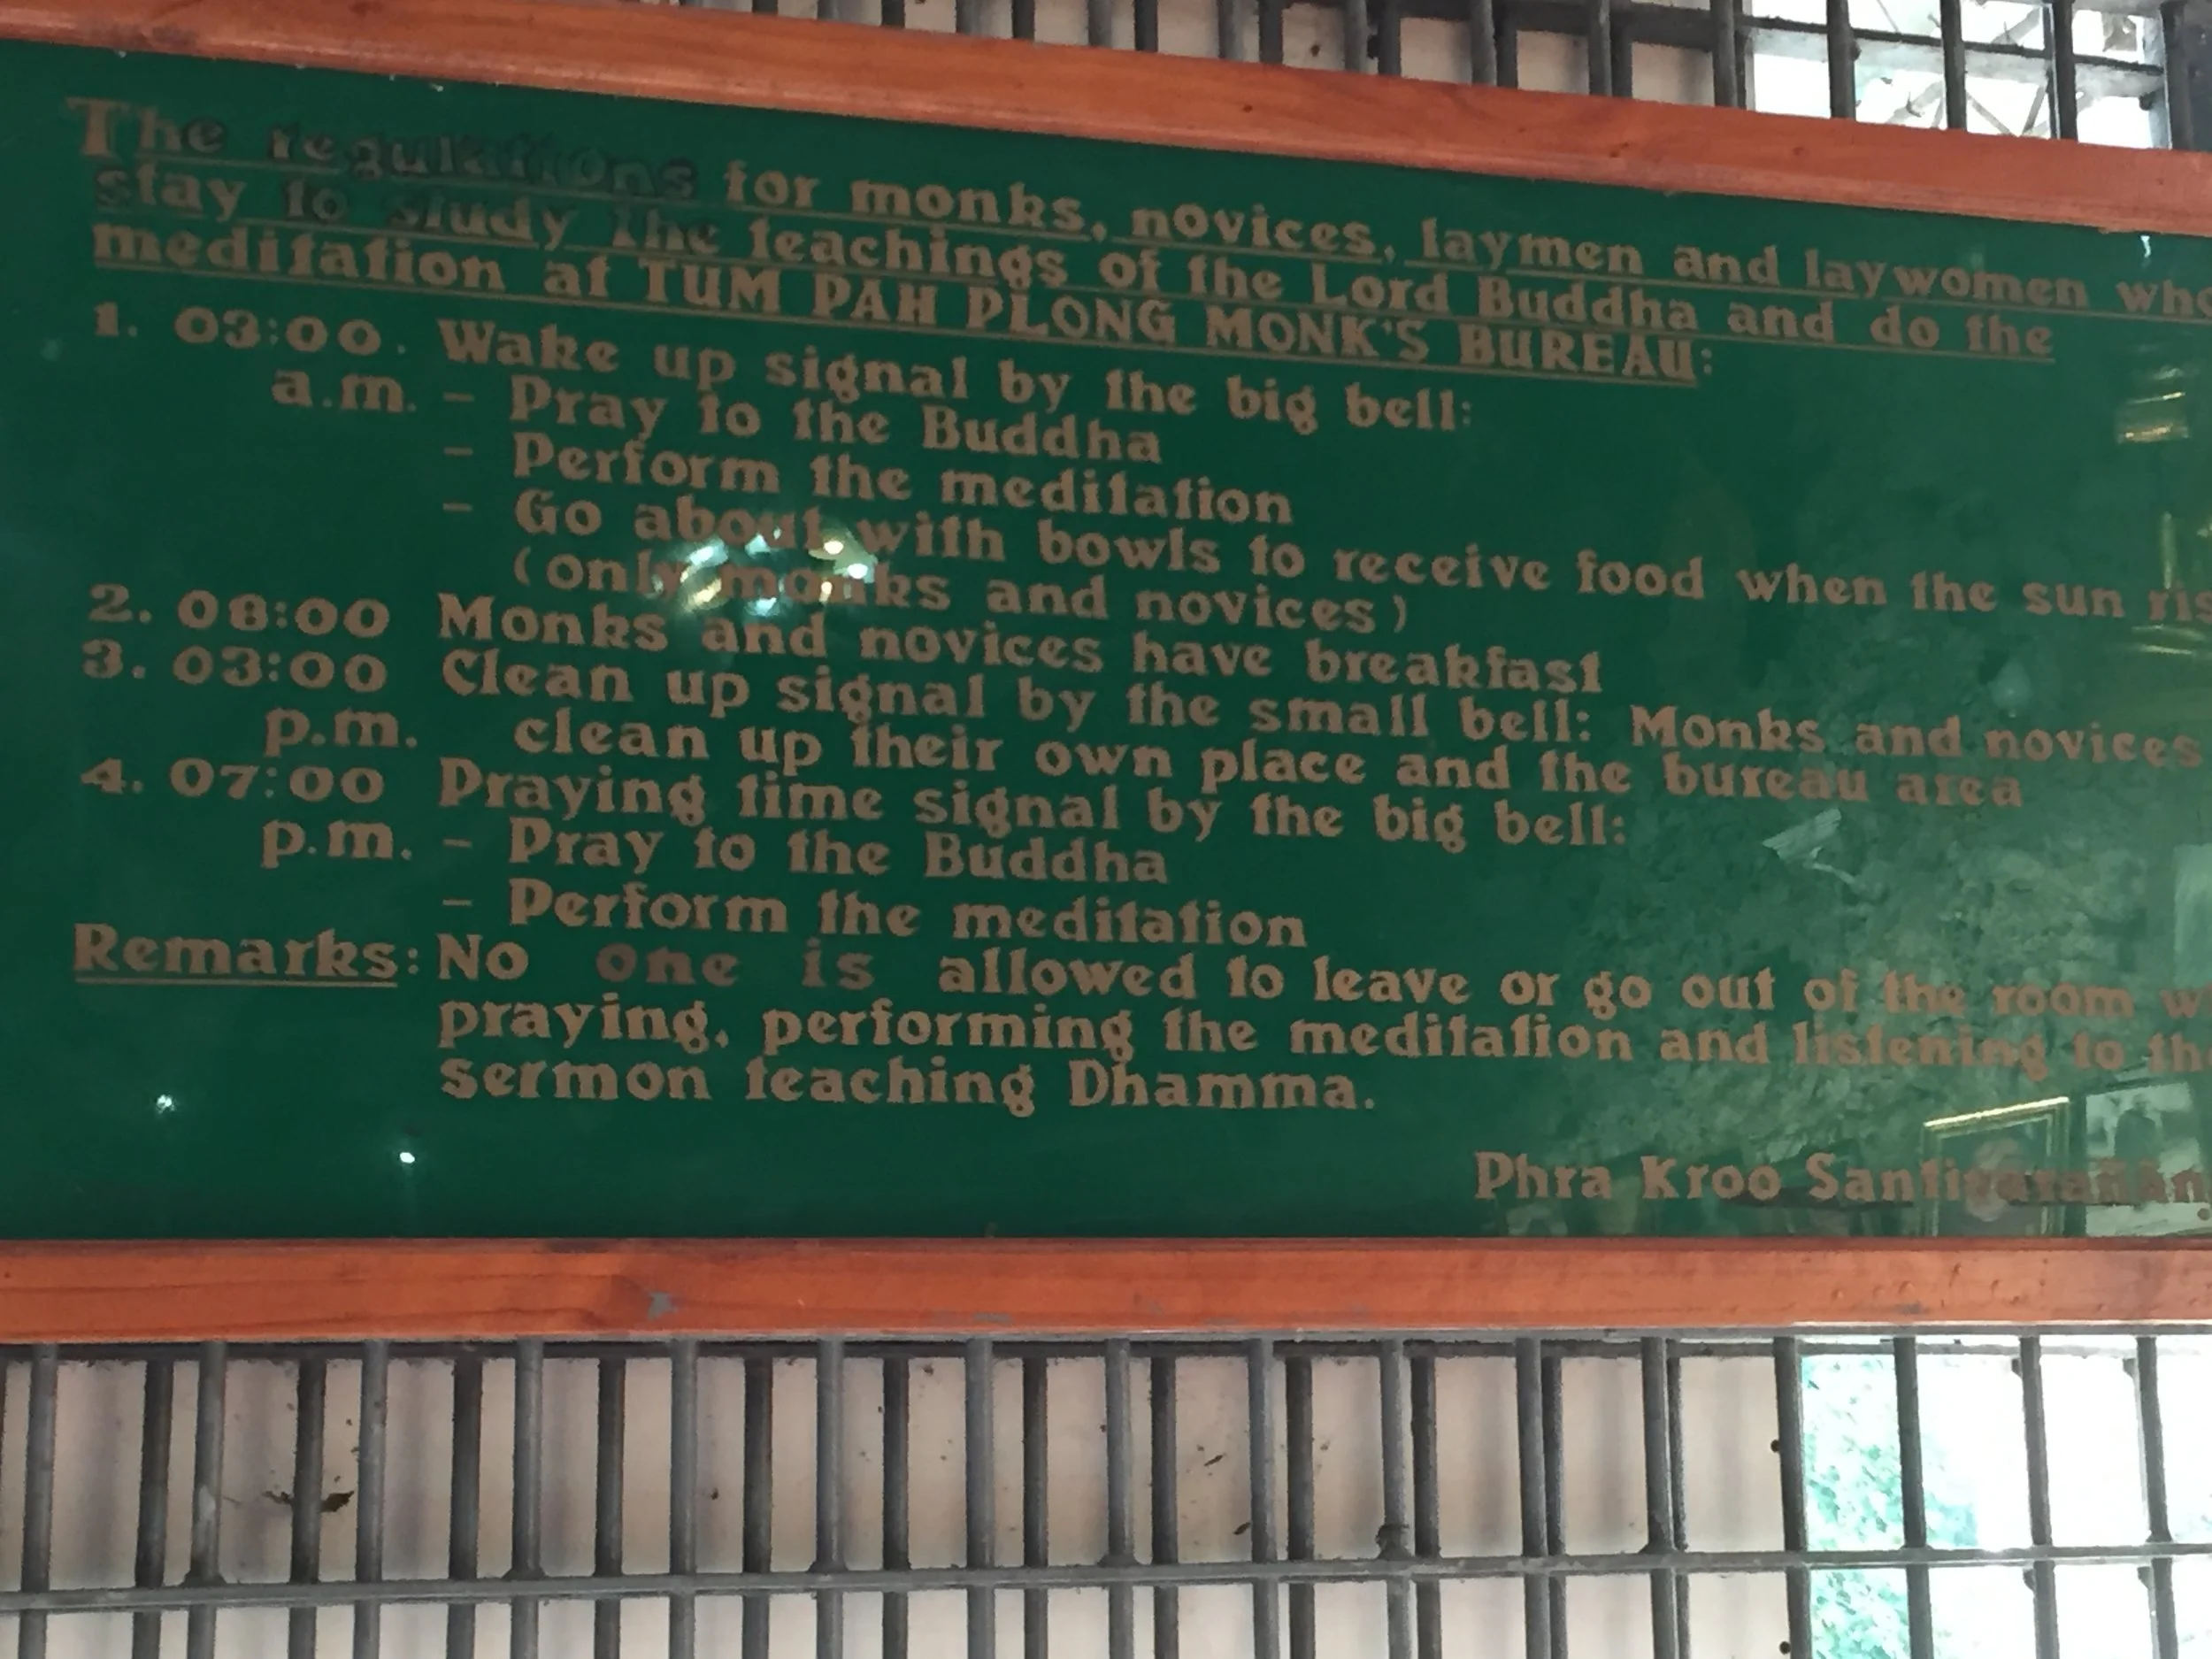 The regulations for monks, novices, laymen and laywomen who
stay to study the teachings of the Lord Buddha and do the
meditation at TUM PAH PLONG MONK'S BUREAU:
1. 03:00. Wake up signal by the big bell:
a.m. - Pray to the Buddha
- Perform the meditation
- Go about with bowls to receive food when the sun
(only monks and novices)
2. 08:00 Monks and novices have breakfast
3. 03:00 Clean up signal by the small bell: Monks and novices
p.m. clean up their own place and the bureau area
4. 07:00 Praying time signal by the big bell:
p.m. - Pray to the Buddha
- Perform the meditation
Remarks: No one is allowed to leave or go out of the room
praying, performing the meditation and listening to the
sermon teaching Dhamma.
Phra Kroo